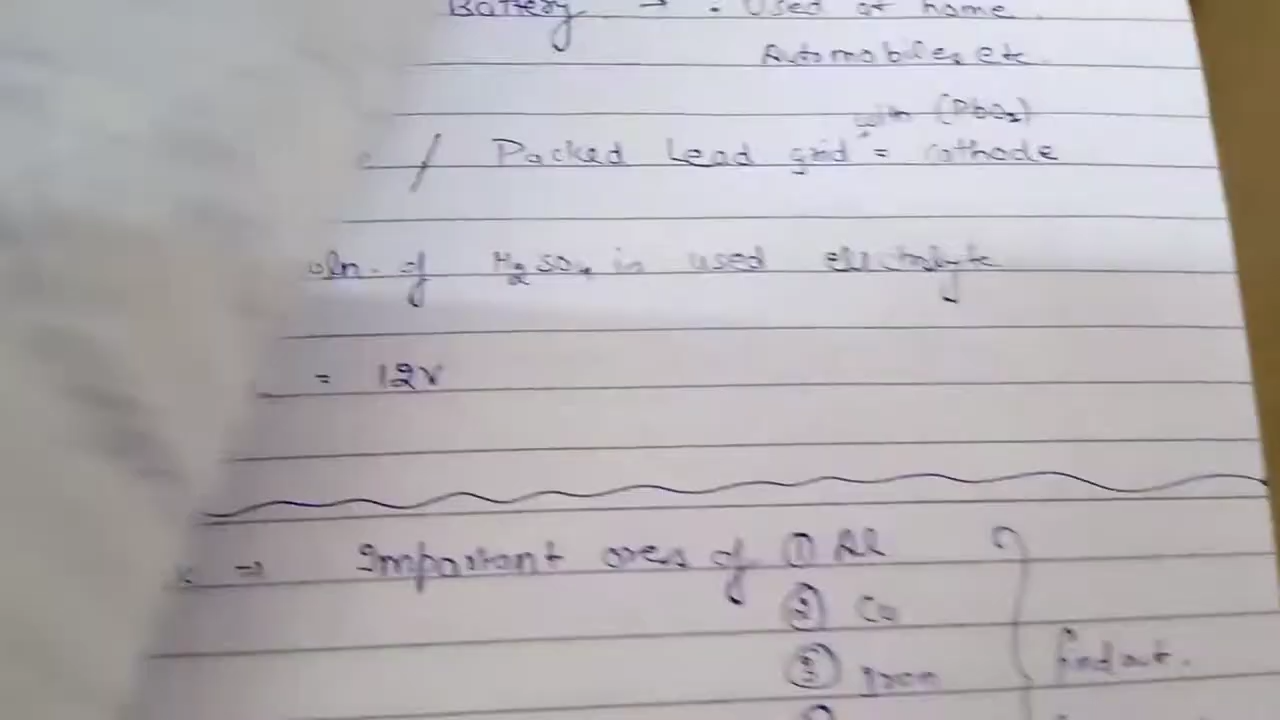 Battery → • Used at home.
Automobiles etc.
with (PbO2)
/ Packed Lead grid = cathode
oln. of H2SO4 is used electrolyte
= 12V
→ Important ores of ① Al
② Cu
③ Iron
find out.